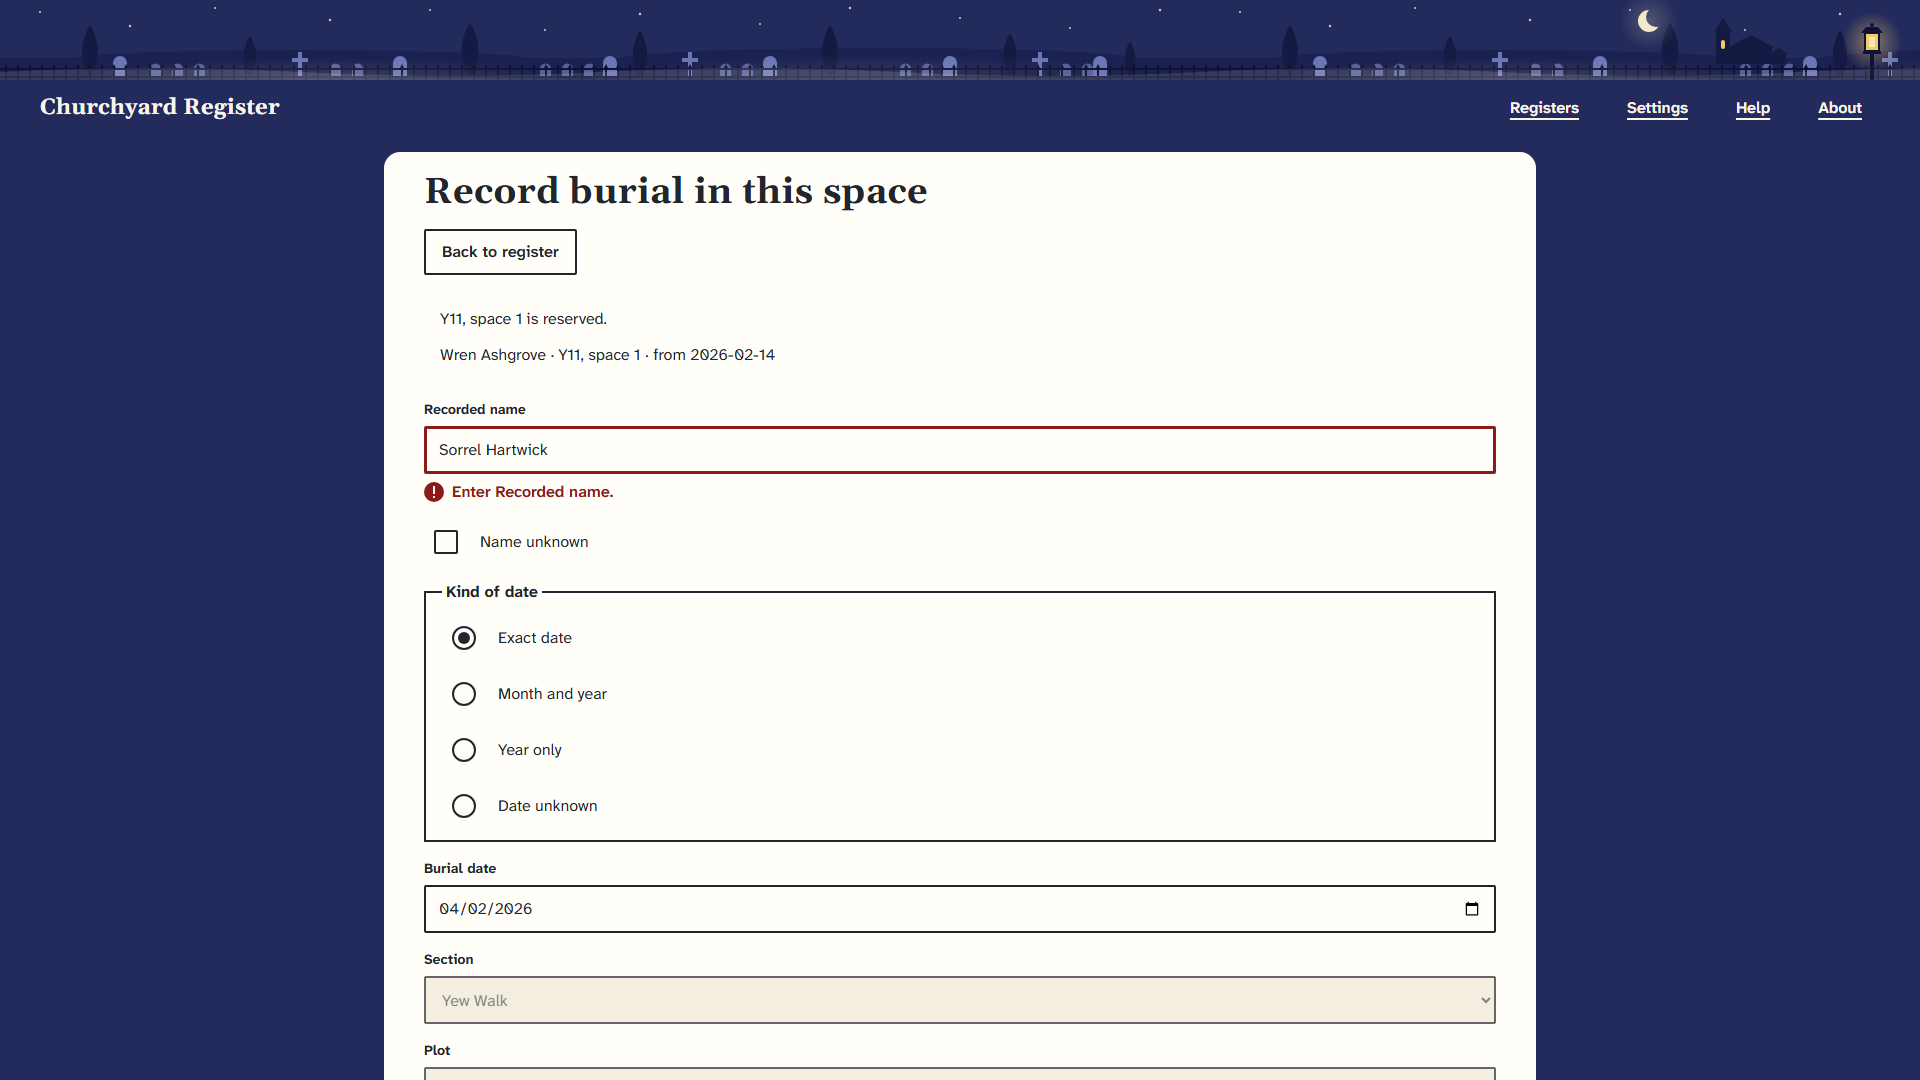 Churchyard Register
Registers Settings Help About
Record burial in this space
Back to register
Y11, space 1 is reserved.
Wren Ashgrove · Y11, space 1 · from 2026-02-14
Recorded name
Sorrel Hartwick
! Enter Recorded name.
Name unknown
Kind of date
Exact date
Month and year
Year only
Date unknown
Burial date
04/02/2026
Section
Yew Walk
Plot